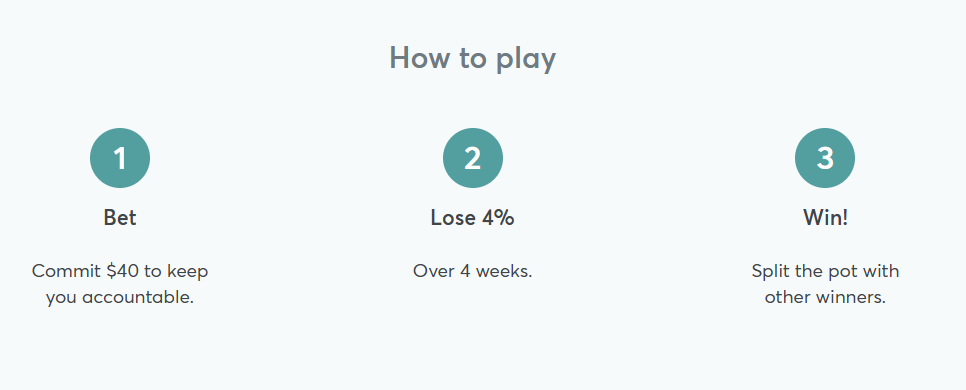 How to play
1
Bet
Commit $40 to keep
you accountable.
2
Lose 4%
Over 4 weeks.
3
Win!
Split the pot with
other winners.